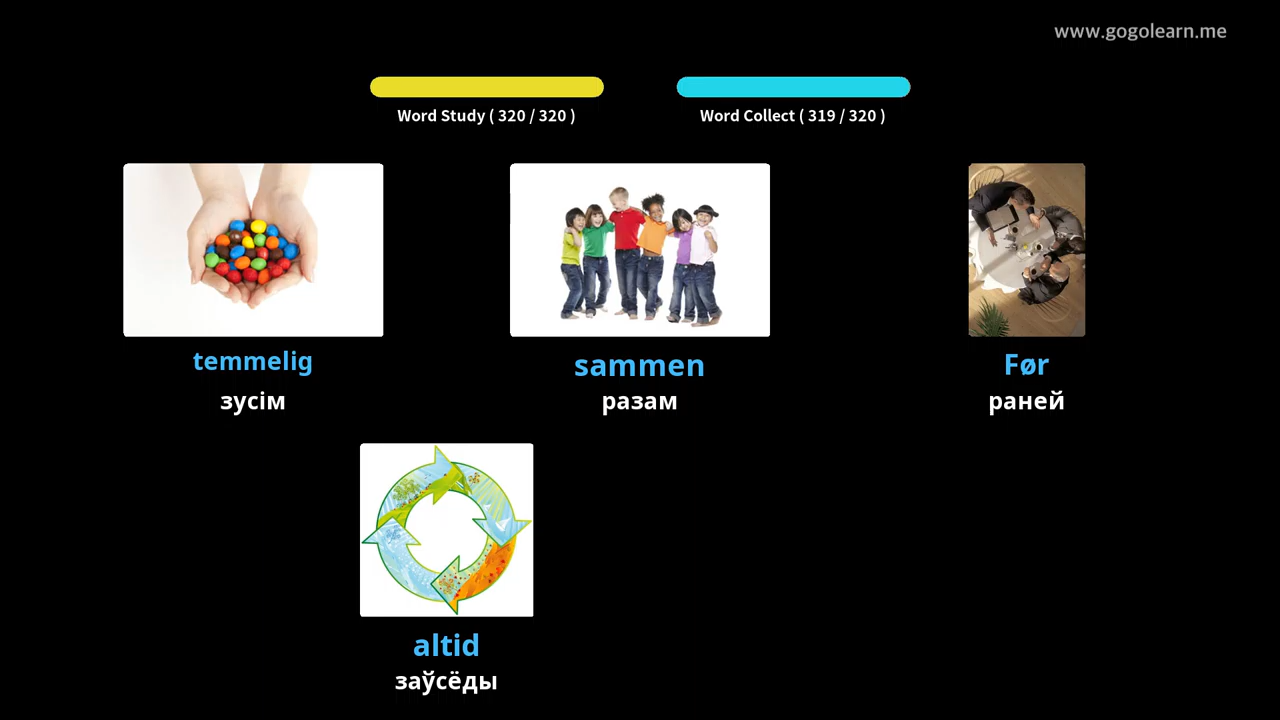 www.gogolearn.me
Word Study ( 320 / 320 )
Word Collect ( 319 / 320 )
temmelig
зусім
sammen
разам
Før
раней
altid
заўсёды